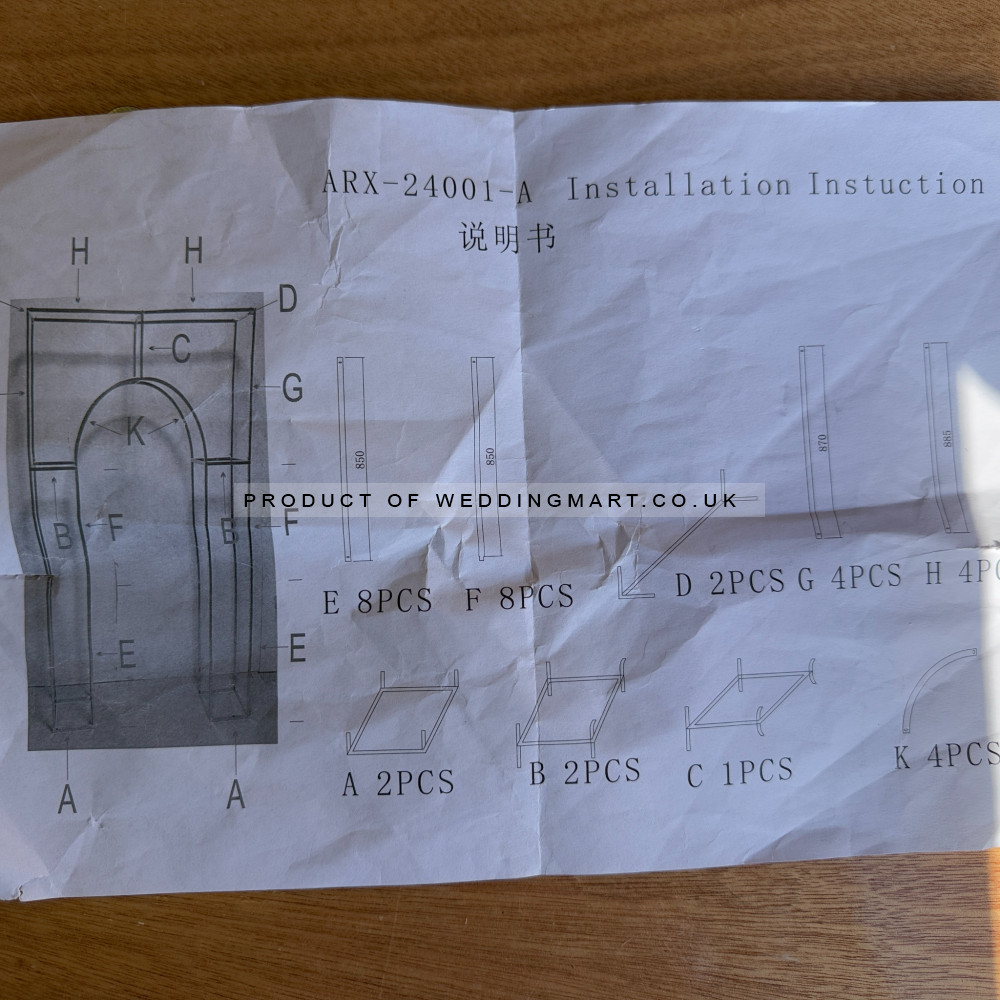 ARX-24001-A Installation Instuction
说明书
H H
D
C
G
K
B F B F
E E
A A
850 850 870 885
PRODUCT OF WEDDINGMART.CO.UK
E 8PCS F 8PCS D 2PCS G 4PCS H 4PC
A 2PCS B 2PCS C 1PCS K 4PCS